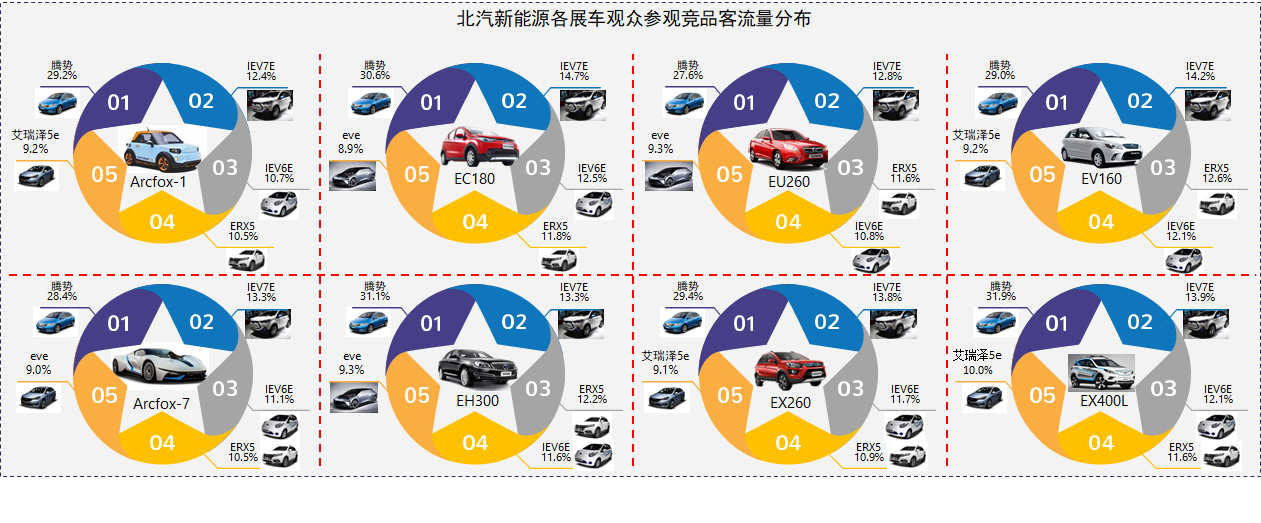 北汽新能源各展车观众参观竞品客流量分布
腾势
29.2%
IEV7E
12.4%
01
02
艾瑞泽5e
9.2%
03
05
Arcfox-1
IEV6E
10.7%
04
ERX5
10.5%
腾势
30.6%
IEV7E
14.7%
01
02
eve
8.9%
03
05
EC180
IEV6E
12.5%
04
ERX5
11.8%
腾势
27.6%
IEV7E
12.8%
01
02
eve
9.3%
03
05
EU260
ERX5
11.6%
04
IEV6E
10.8%
腾势
29.0%
IEV7E
14.2%
01
02
艾瑞泽5e
9.2%
03
05
EV160
ERX5
12.6%
04
IEV6E
12.1%
腾势
28.4%
IEV7E
13.3%
01
02
eve
9.0%
03
05
Arcfox-7
IEV6E
11.1%
04
ERX5
10.5%
腾势
31.1%
IEV7E
13.3%
01
02
eve
9.3%
03
05
EH300
ERX5
12.2%
04
IEV6E
11.6%
腾势
29.4%
IEV7E
13.8%
01
02
艾瑞泽5e
9.1%
03
05
EX260
IEV6E
11.7%
04
ERX5
10.9%
腾势
31.9%
IEV7E
13.9%
01
02
艾瑞泽5e
10.0%
03
05
EX400L
IEV6E
12.1%
04
ERX5
11.6%